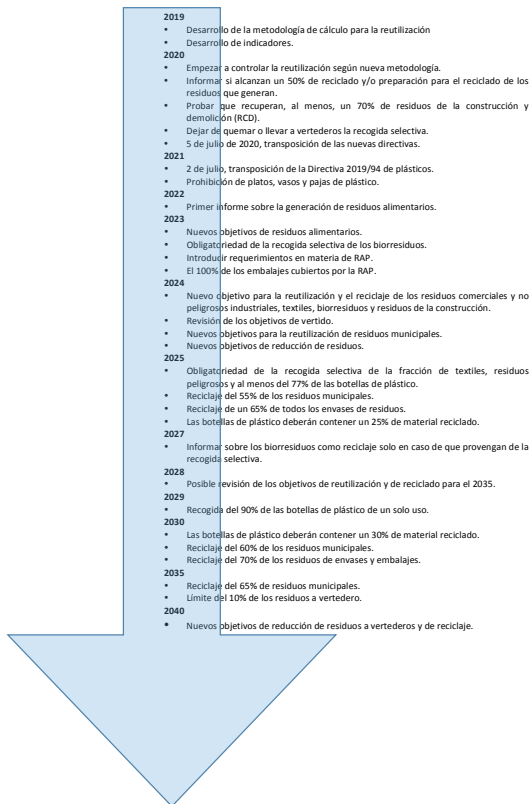 2019
• Desarrollo de la metodología de cálculo para la reutilización
• Desarrollo de indicadores.
2020
• Empezar a controlar la reutilización según nueva metodología.
• Informar si alcanzan un 50% de reciclado y/o preparación para el reciclado de los
residuos que generan.
• Probar que recuperan, al menos, un 70% de residuos de la construcción y
demolición (RCD).
• Dejar de quemar o llevar a vertederos la recogida selectiva.
• 5 de julio de 2020, transposición de las nuevas directivas.
2021
• 2 de julio, transposición de la Directiva 2019/94 de plásticos.
• Prohibición de platos, vasos y pajas de plástico.
2022
• Primer informe sobre la generación de residuos alimentarios.
2023
• Nuevos objetivos de residuos alimentarios.
• Obligatoriedad de la recogida selectiva de los biorresiduos.
• Introducir requerimientos en materia de RAP.
• El 100% de los embalajes cubiertos por la RAP.
2024
• Nuevo objetivo para la reutilización y el reciclaje de los residuos comerciales y no
peligrosos industriales, textiles, biorresiduos y residuos de la construcción.
• Revisión de los objetivos de vertido.
• Nuevos objetivos para la reutilización de residuos municipales.
• Nuevos objetivos de reducción de residuos.
2025
• Obligatoriedad de la recogida selectiva de la fracción de textiles, residuos
peligrosos y al menos del 77% de las botellas de plástico.
• Reciclaje del 55% de los residuos municipales.
• Reciclaje de un 65% de todos los envases de residuos.
• Las botellas de plástico deberán contener un 25% de material reciclado.
2027
• Informar sobre los biorresiduos como reciclaje solo en caso de que provengan de la
recogida selectiva.
2028
• Posible revisión de los objetivos de reutilización y de reciclado para el 2035.
2029
• Recogida del 90% de las botellas de plástico de un solo uso.
2030
• Las botellas de plástico deberán contener un 30% de material reciclado.
• Reciclaje del 60% de los residuos municipales.
• Reciclaje del 70% de los residuos de envases y embalajes.
2035
• Reciclaje del 65% de residuos municipales.
• Límite del 10% de los residuos a vertedero.
2040
• Nuevos objetivos de reducción de residuos a vertederos y de reciclaje.